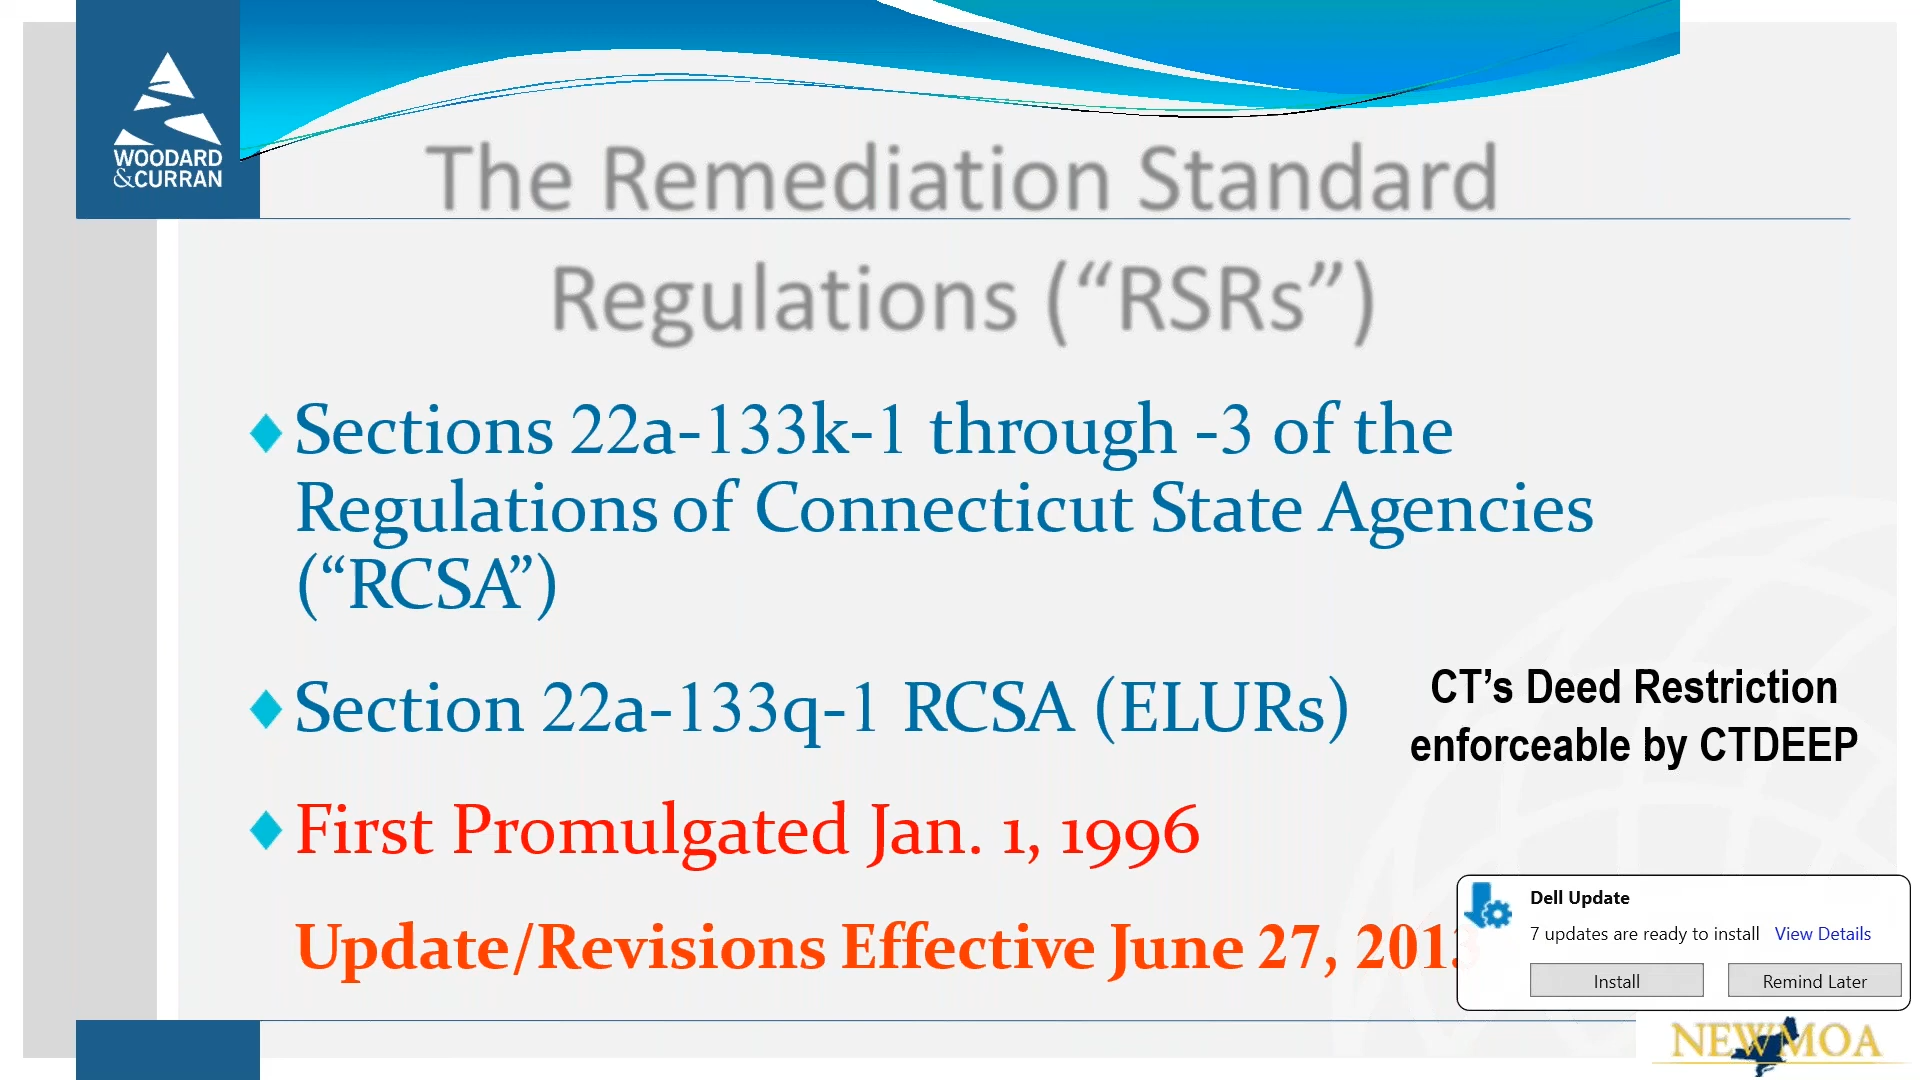 WOODARD
&CURRAN
The Remediation Standard
Regulations (“RSRs”)
Sections 22a-133k-1 through -3 of the
Regulations of Connecticut State Agencies
(“RCSA”)
Section 22a-133q-1 RCSA (ELURs)
CT’s Deed Restriction
enforceable by CTDEEP
First Promulgated Jan. 1, 1996
Update/Revisions Effective June 27, 2013
Dell Update
7 updates are ready to install View Details
Install Remind Later
NEWMOA